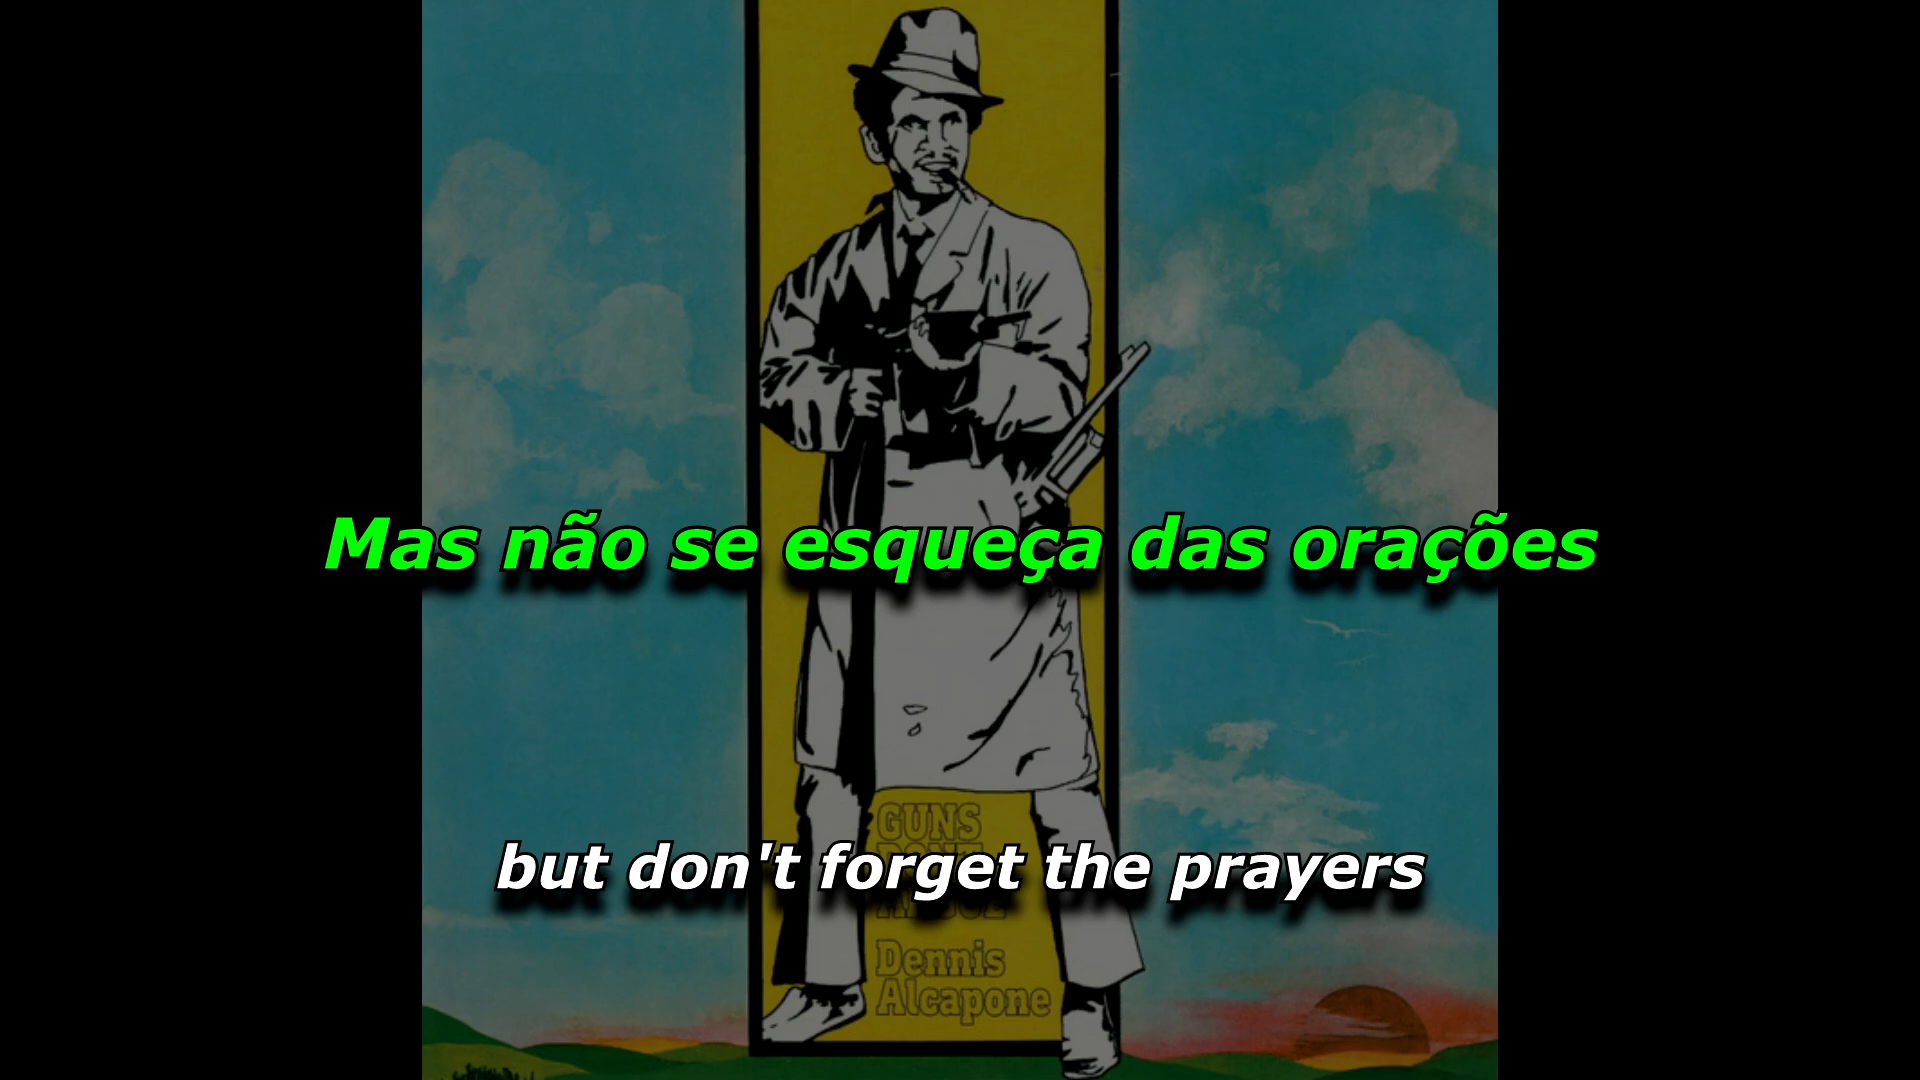 Mas não se esqueça das orações
GUNS
but don't forget the prayers
Dennis
Alcapone